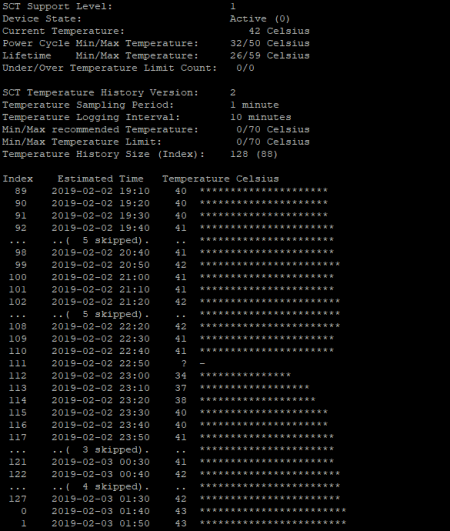 SCT Support Level:                   1
Device State:                        Active (0)
Current Temperature:                    42 Celsius
Power Cycle Min/Max Temperature:     32/50 Celsius
Lifetime    Min/Max Temperature:     26/59 Celsius
Under/Over Temperature Limit Count:   0/0
SCT Temperature History Version:     2
Temperature Sampling Period:         1 minute
Temperature Logging Interval:        10 minutes
Min/Max recommended Temperature:      0/70 Celsius
Min/Max Temperature Limit:            0/70 Celsius
Temperature History Size (Index):    128 (88)
Index    Estimated Time   Temperature Celsius
  89    2019-02-02 19:10    40  *********************
  90    2019-02-02 19:20    40  *********************
  91    2019-02-02 19:30    40  *********************
  92    2019-02-02 19:40    41  **********************
 ...    ..(  5 skipped).    ..  **********************
  98    2019-02-02 20:40    41  **********************
  99    2019-02-02 20:50    42  ***********************
 100    2019-02-02 21:00    41  **********************
 101    2019-02-02 21:10    41  **********************
 102    2019-02-02 21:20    42  ***********************
 ...    ..(  5 skipped).    ..  ***********************
 108    2019-02-02 22:20    42  ***********************
 109    2019-02-02 22:30    41  **********************
 110    2019-02-02 22:40    41  **********************
 111    2019-02-02 22:50     ?  -
 112    2019-02-02 23:00    34  ***************
 113    2019-02-02 23:10    37  ******************
 114    2019-02-02 23:20    38  *******************
 115    2019-02-02 23:30    40  *********************
 116    2019-02-02 23:40    40  *********************
 117    2019-02-02 23:50    41  **********************
 ...    ..(  3 skipped).    ..  **********************
 121    2019-02-03 00:30    41  **********************
 122    2019-02-03 00:40    42  ***********************
 ...    ..(  4 skipped).    ..  ***********************
 127    2019-02-03 01:30    42  ***********************
   0    2019-02-03 01:40    43  ************************
   1    2019-02-03 01:50    43  ************************